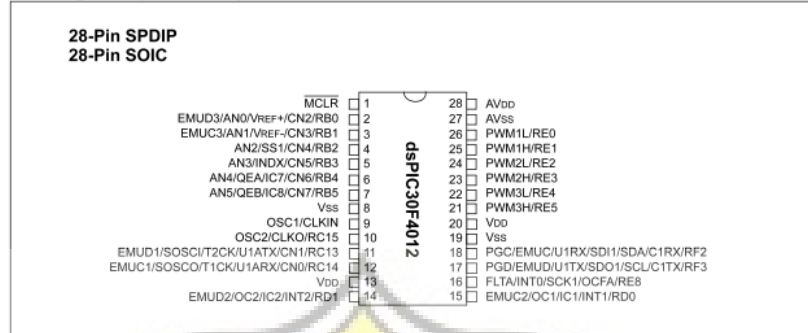 28-Pin SPDIP
28-Pin SOIC
MCLR 1 28 AVDD
EMUD3/AN0/VREF+/CN2/RB0 2 27 AVSS
EMUC3/AN1/VREF-/CN3/RB1 3 26 PWM1L/RE0
AN2/SS1/CN4/RB2 4 25 PWM1H/RE1
AN3/INDX/CN5/RB3 5 24 PWM2L/RE2
AN4/QEA/IC7/CN6/RB4 6 23 PWM2H/RE3
AN5/QEB/IC8/CN7/RB5 7 22 PWM3L/RE4
VSS 8 21 PWM3H/RE5
OSC1/CLKIN 9 20 VDD
OSC2/CLKO/RC15 10 19 VSS
EMUD1/SOSCI/T2CK/U1ATX/CN1/RC13 11 18 PGC/EMUC/U1RX/SDI1/SDA/C1RX/RF2
EMUC1/SOSCO/T1CK/U1ARX/CN0/RC14 12 17 PGD/EMUD/U1TX/SDO1/SCL/C1TX/RF3
VDD 13 16 FLTA/INT0/SCK1/OCFA/RE8
EMUD2/OC2/IC2/INT2/RD1 14 15 EMUC2/OC1/IC1/INT1/RD0
dsPIC30F4012